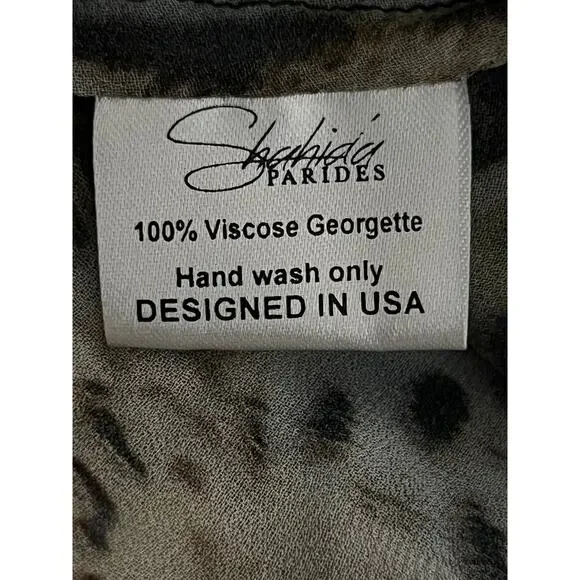 Shahida
PARIDES
100% Viscose Georgette
Hand wash only
DESIGNED IN USA